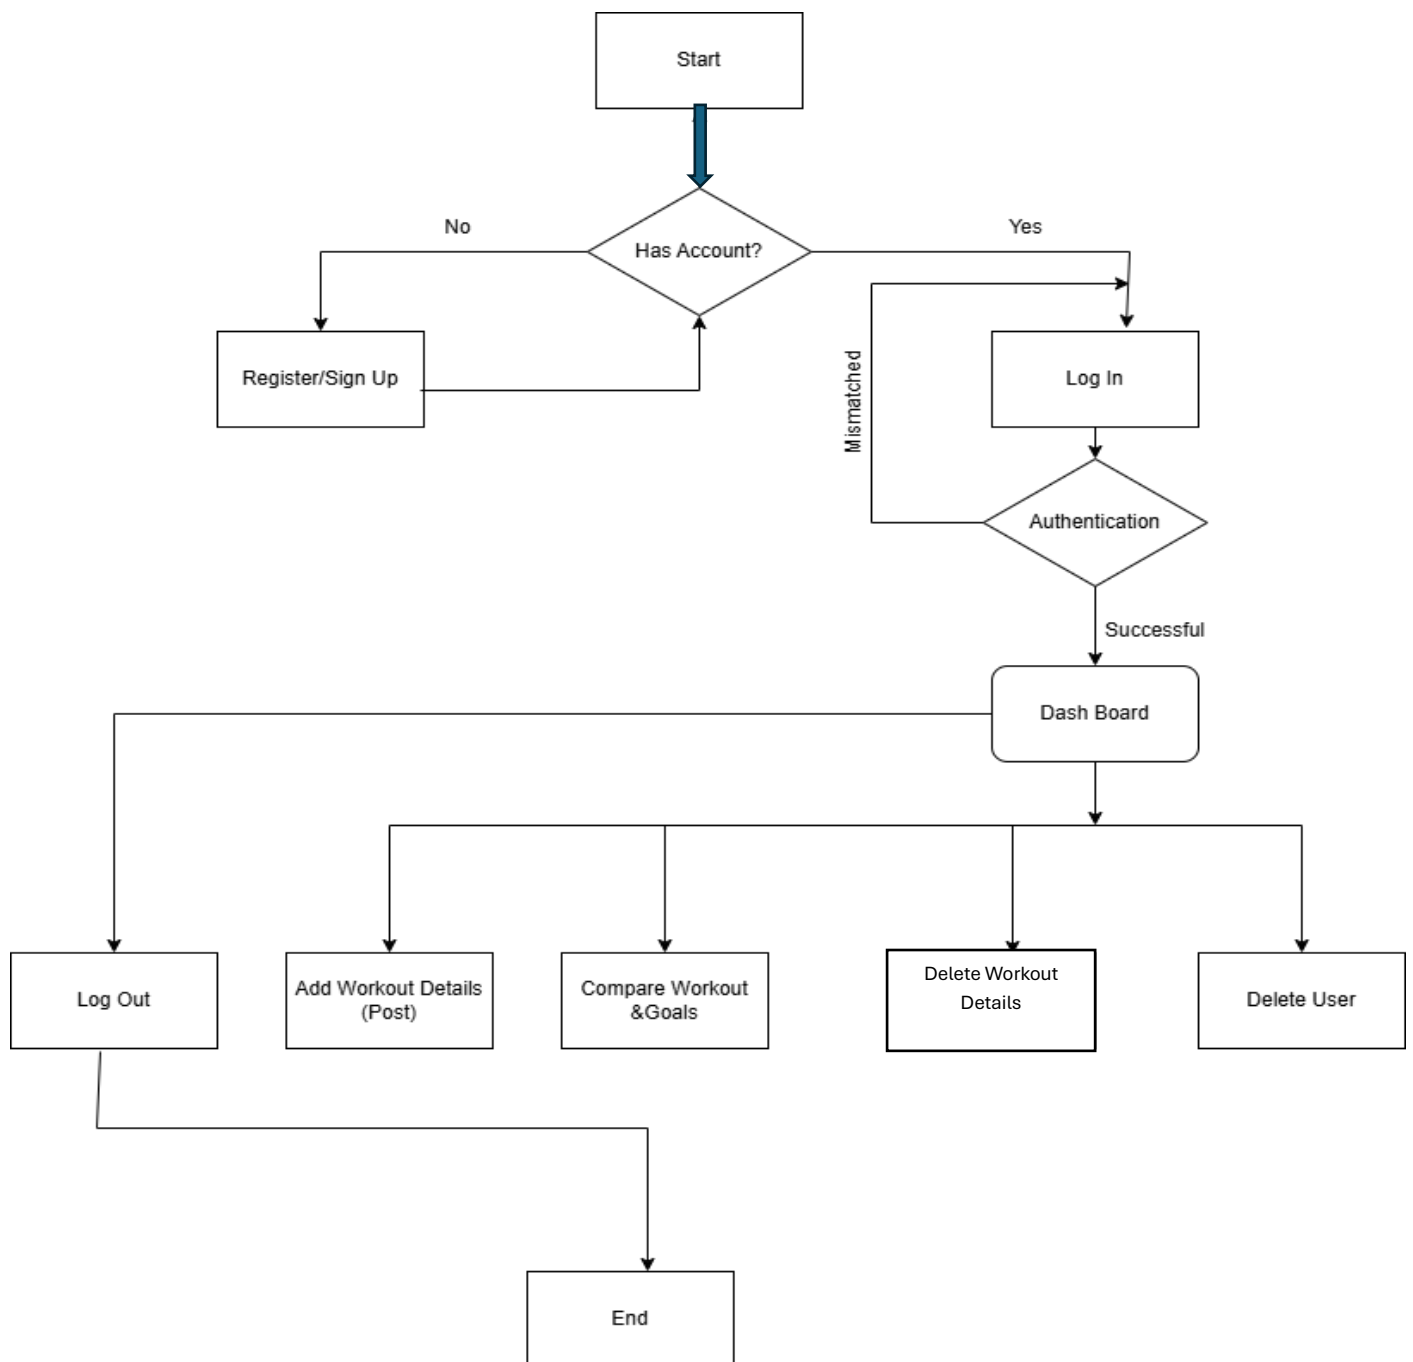 Start
No
Has Account?
Yes
Register/Sign Up
Mismatched
Log In
Authentication
Successful
Dash Board
Log Out
Add Workout Details
(Post)
Compare Workout
&Goals
Delete Workout
Details
Delete User
End